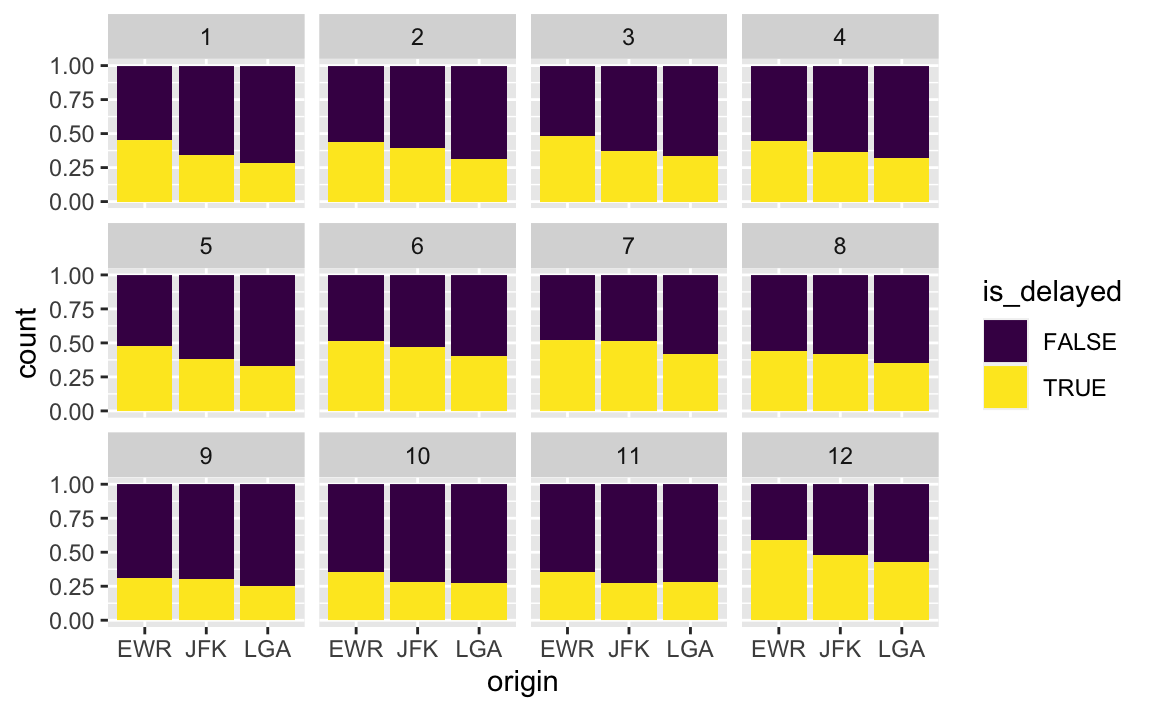 1 2 3 4
1.00
0.75
0.50
0.25
0.00
5 6 7 8
1.00
0.75
0.50
0.25
0.00
9 10 11 12
1.00
0.75
0.50
0.25
0.00
EWR JFK LGA EWR JFK LGA EWR JFK LGA EWR JFK LGA
origin
count
is_delayed
FALSE
TRUE